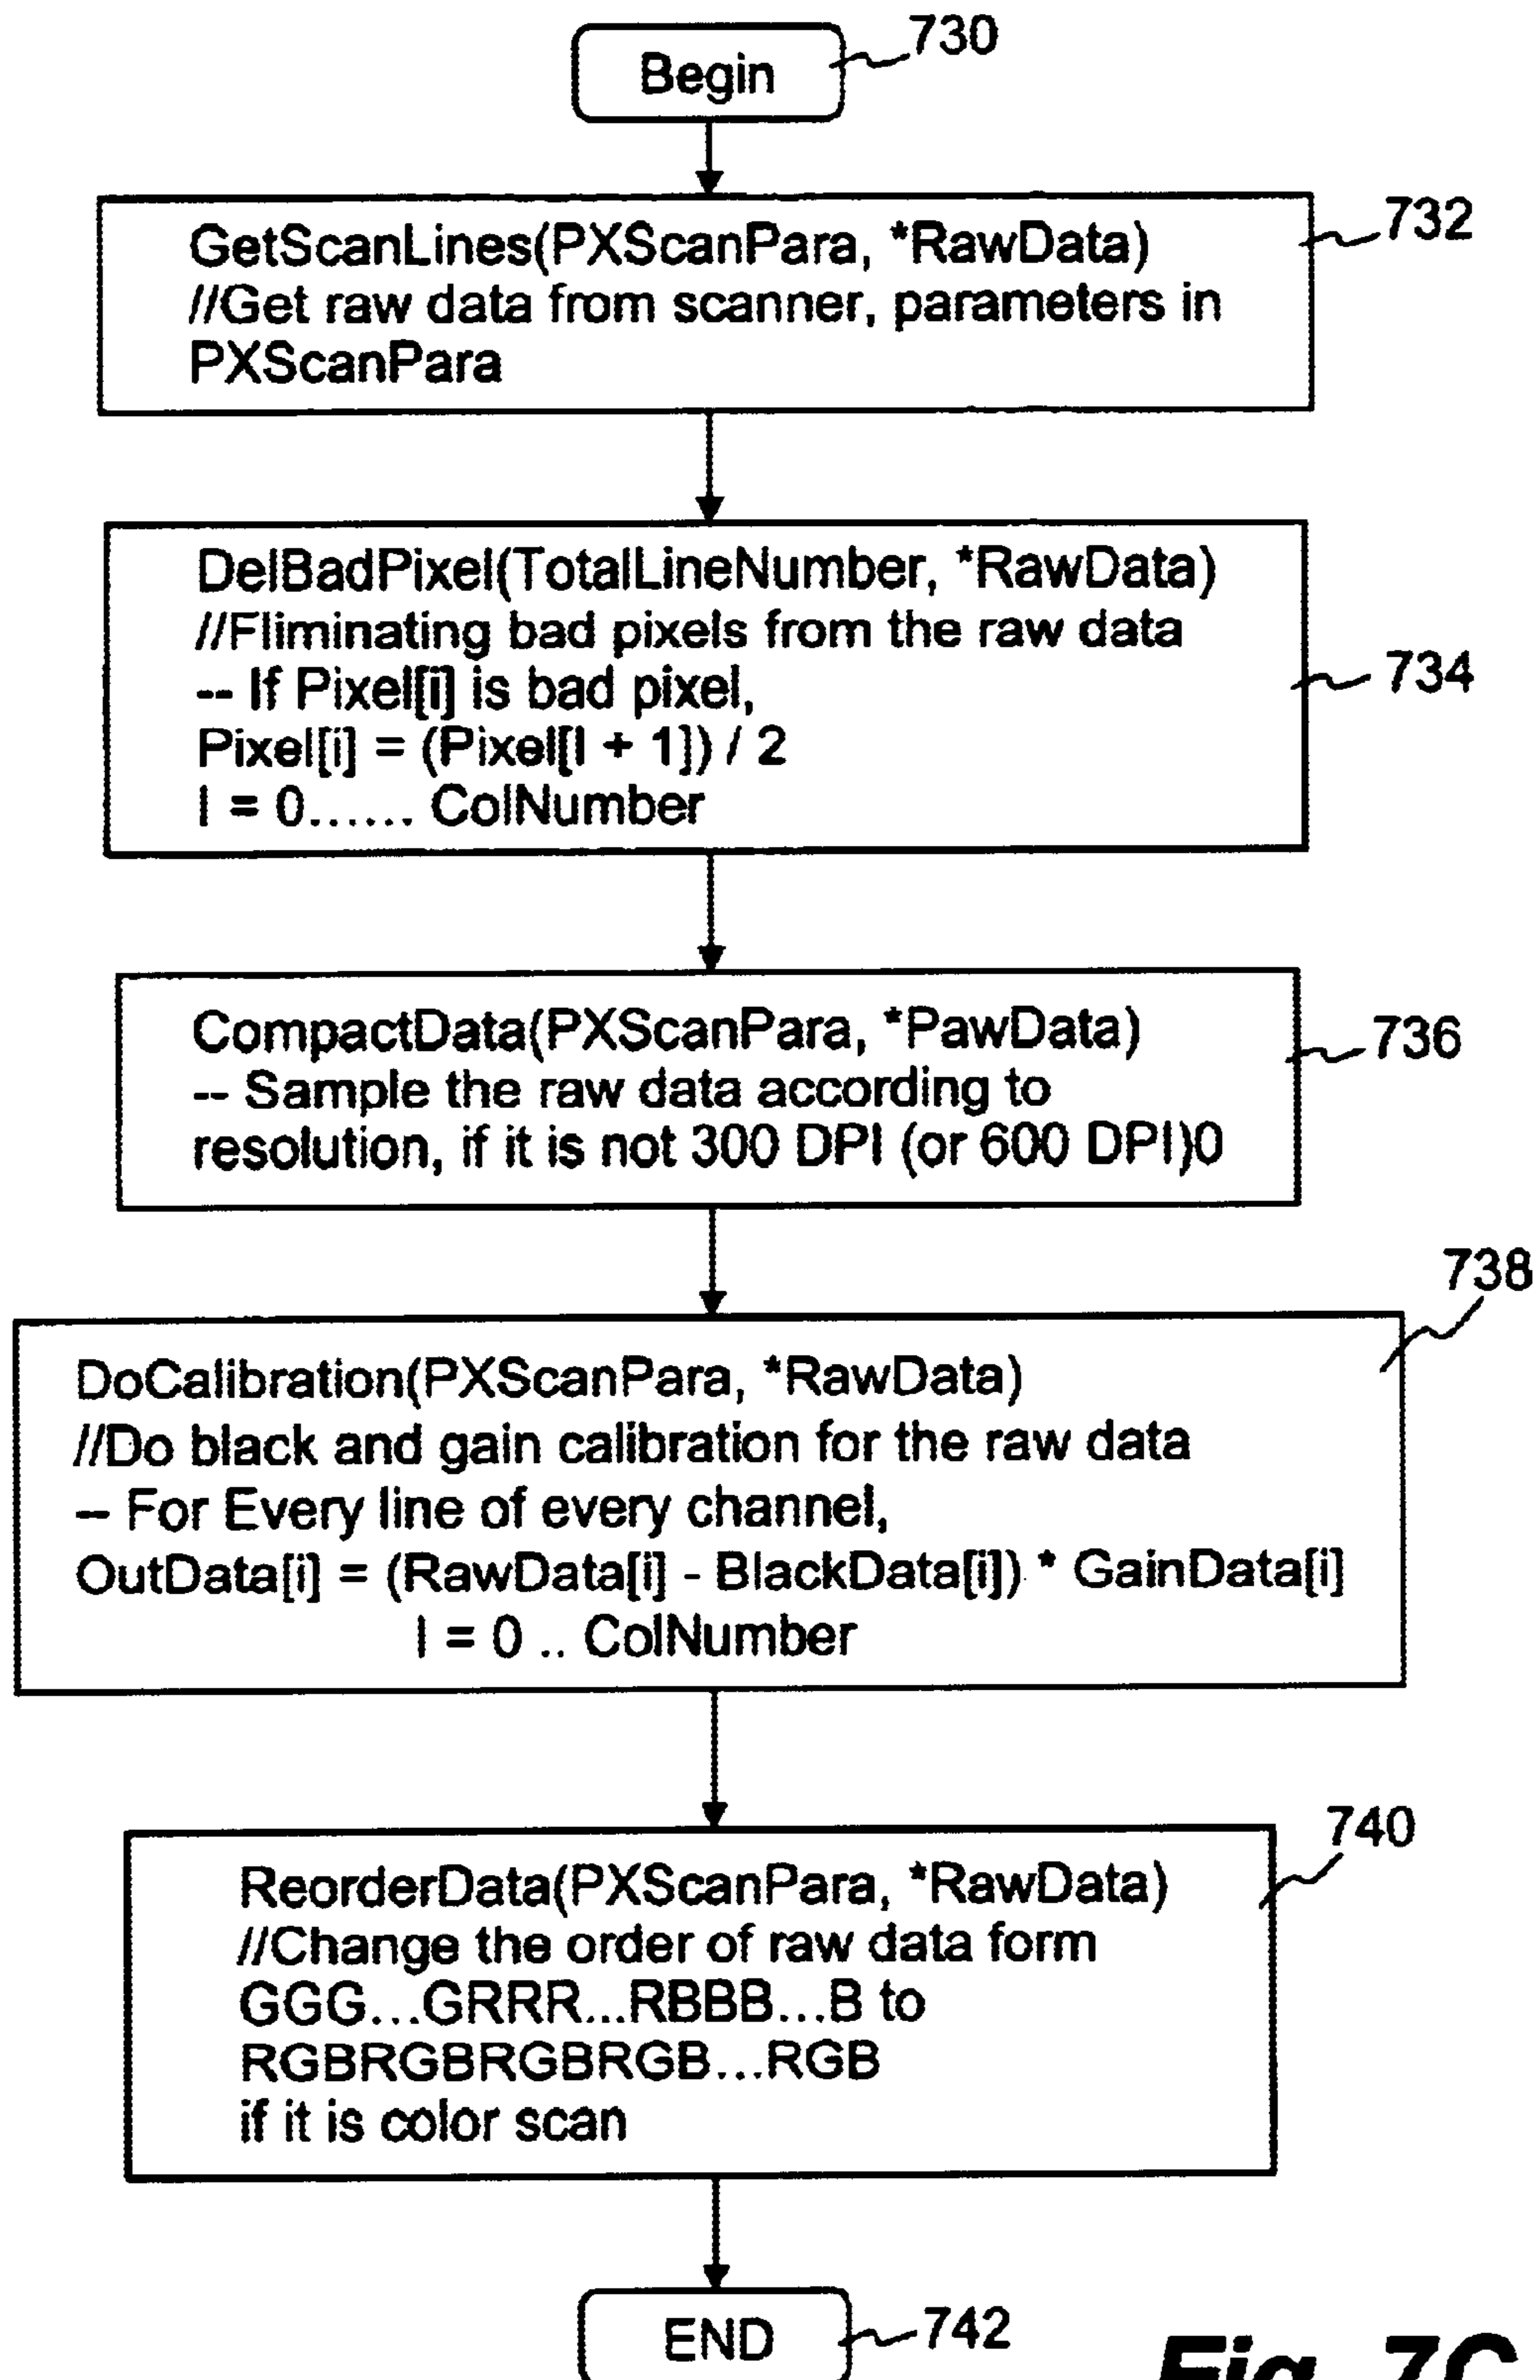 730
Begin
732
GetScanLines(PXScanPara, *RawData)
//Get raw data from scanner, parameters in
PXScanPara
DelBadPixel(TotalLineNumber, *RawData)
//Fliminating bad pixels from the raw data
-- If Pixel[i] is bad pixel,
734
Pixel[i] = (Pixel[I + 1]) / 2
I = 0...... ColNumber
CompactData(PXScanPara, *PawData)
736
-- Sample the raw data according to
resolution, if it is not 300 DPI (or 600 DPI)0
738
DoCalibration(PXScanPara, *RawData)
//Do black and gain calibration for the raw data
-- For Every line of every channel,
OutData[i] = (RawData[i] - BlackData[i]) * GainData[i]
I = 0 .. ColNumber
740
ReorderData(PXScanPara, *RawData)
//Change the order of raw data form
GGG...GRRR...RBBB...B to
RGBRGBRGBRGB...RGB
if it is color scan
END
742
Fig. 7C